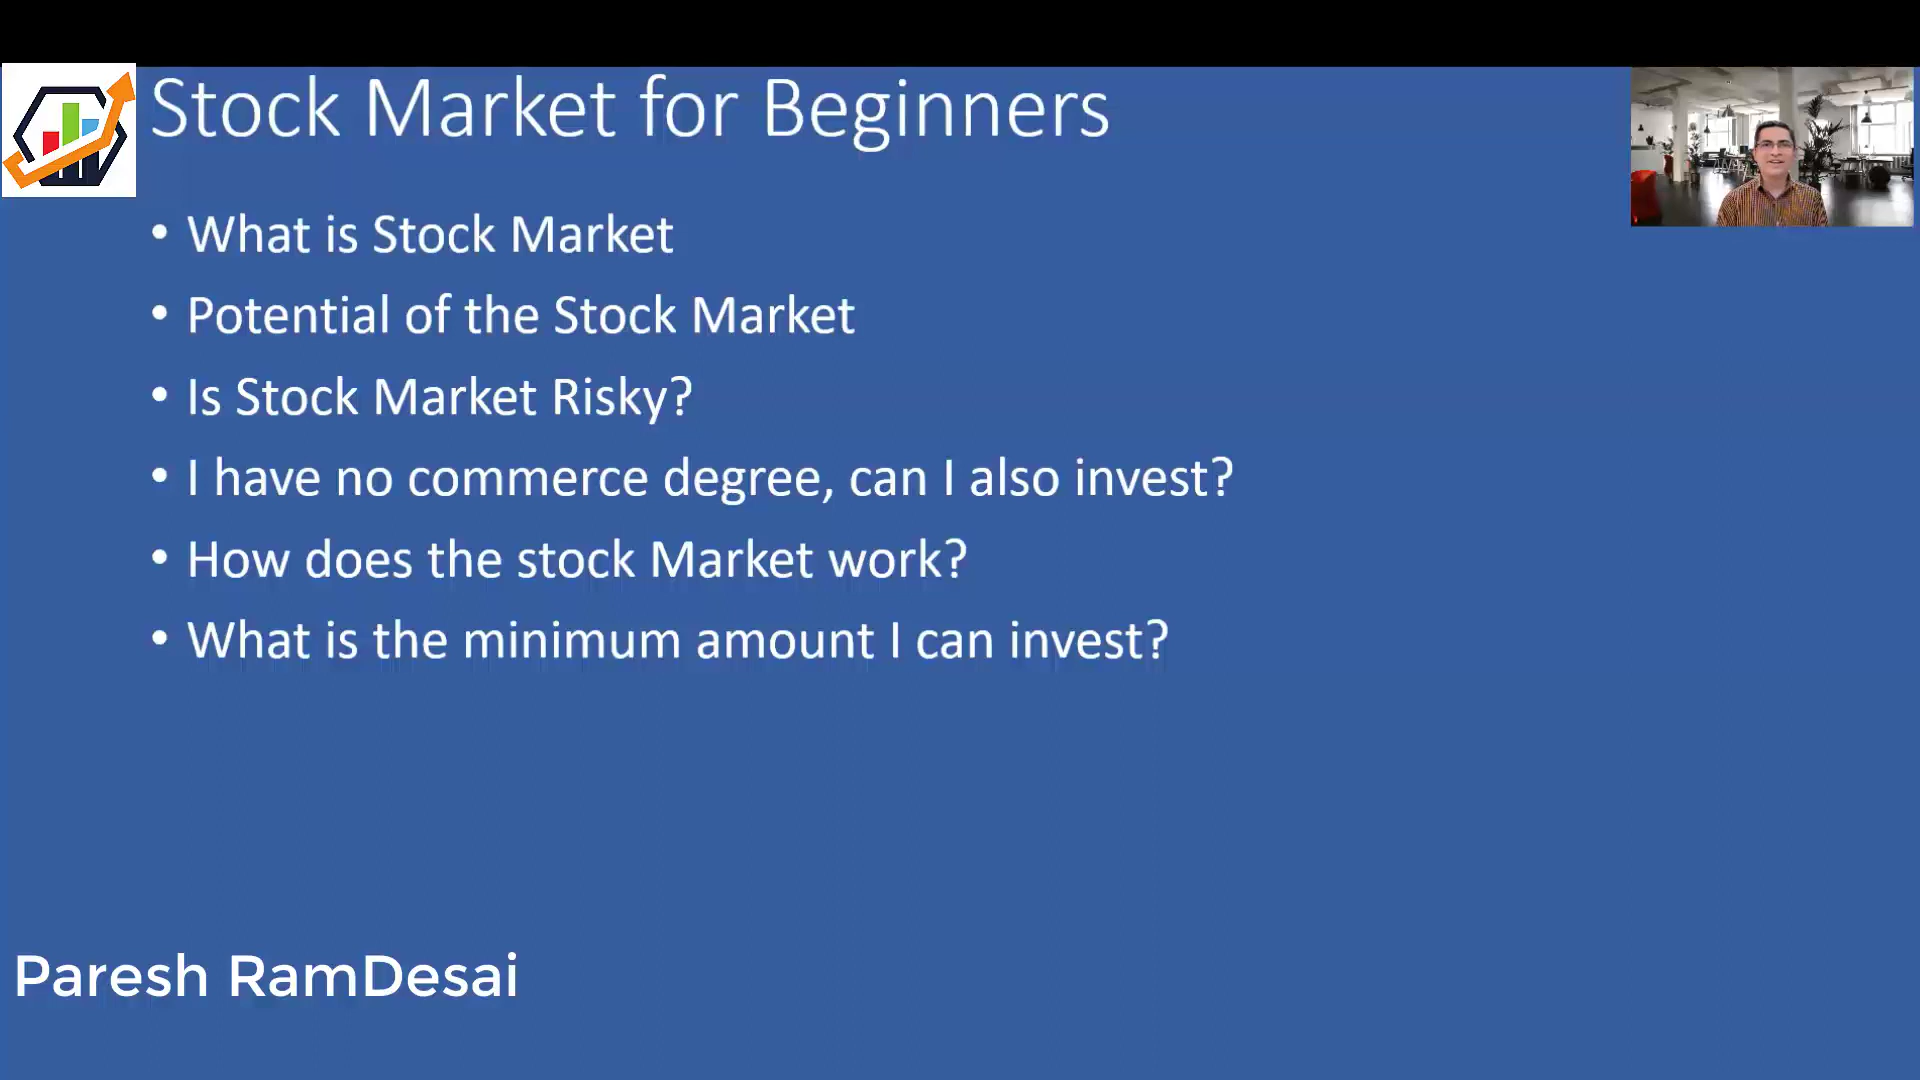 Stock Market for Beginners
• What is Stock Market
• Potential of the Stock Market
• Is Stock Market Risky?
• I have no commerce degree, can I also invest?
• How does the stock Market work?
• What is the minimum amount I can invest?
Paresh RamDesai